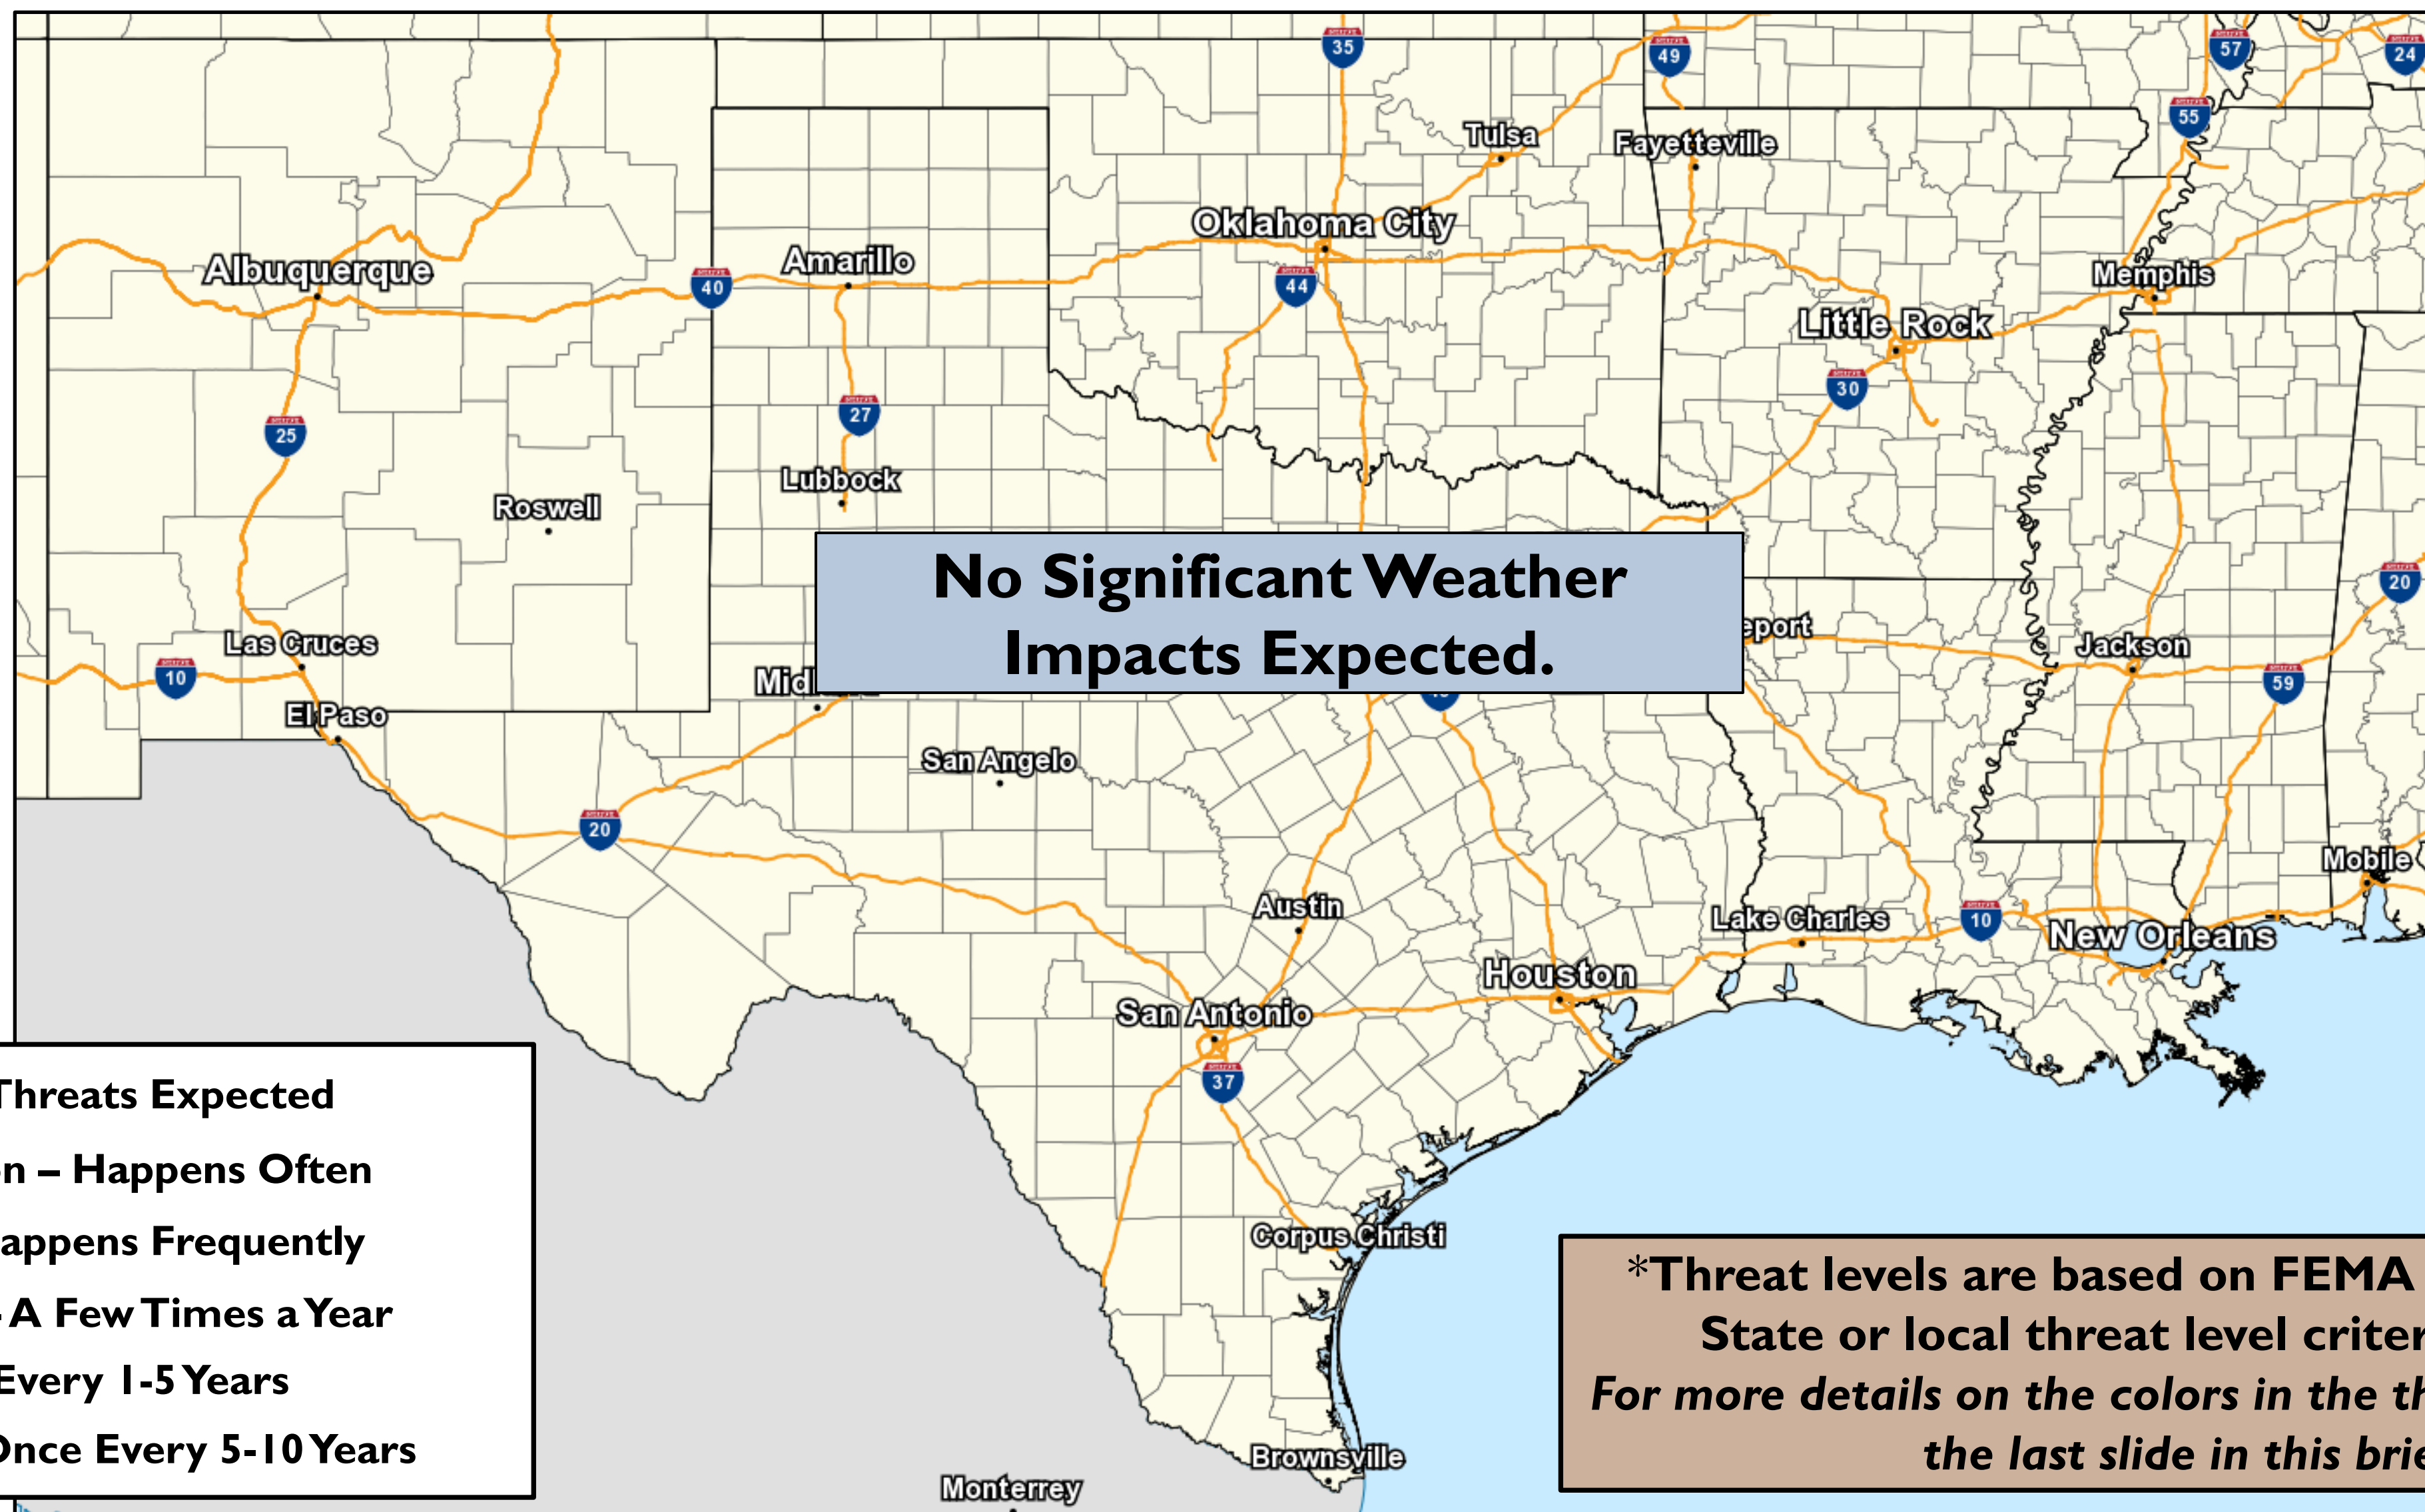 35
49
57
24
55
Tulsa
Fayetteville
Oklahoma City
Albuquerque
Amarillo
40
44
Memphis
Little Rock
30
27
25
Lubbock
Roswell
No Significant Weather
Impacts Expected.
20
eport
Las Cruces
Jackson
10
Mid
59
El Paso
San Angelo
20
Mobile
Austin
Lake Charles
10
New Orleans
Houston
San Antonio
37
Threats Expected
n – Happens Often
appens Frequently
- A Few Times a Year
Every 1-5 Years
Once Every 5-10 Years
Corpus Christi
*Threat levels are based on FEMA
State or local threat level criter
For more details on the colors in the th
the last slide in this brie
Brownsville
Monterrey